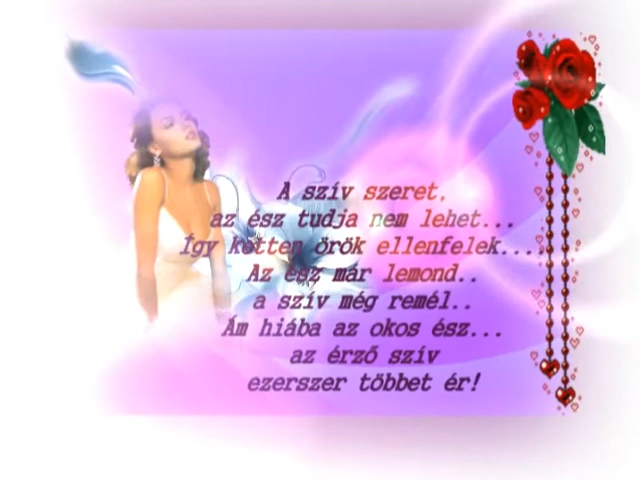 A szív szeret.
az ész tudja nem lehet...
Így ketten örök ellenfelek....
Az ész már lemond..
a szív még remél..
Ám hiába az okos ész...
az érző szív
ezerszer többet ér!